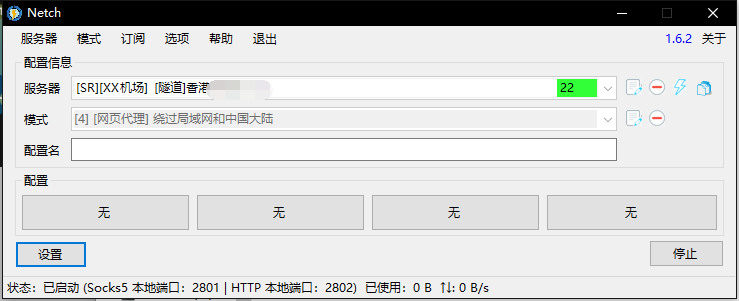 Netch
服务器 模式 订阅 选项 帮助 退出 1.6.2 关于
配置信息
服务器 [SR][XX机场] [隧道]香港 22
模式 [4] [网页代理] 绕过局域网和中国大陆
配置名
配置
无 无 无 无
设置 停止
状态：已启动 (Socks5 本地端口：2801 | HTTP 本地端口：2802) 已使用：0 B ⇅: 0 B/s